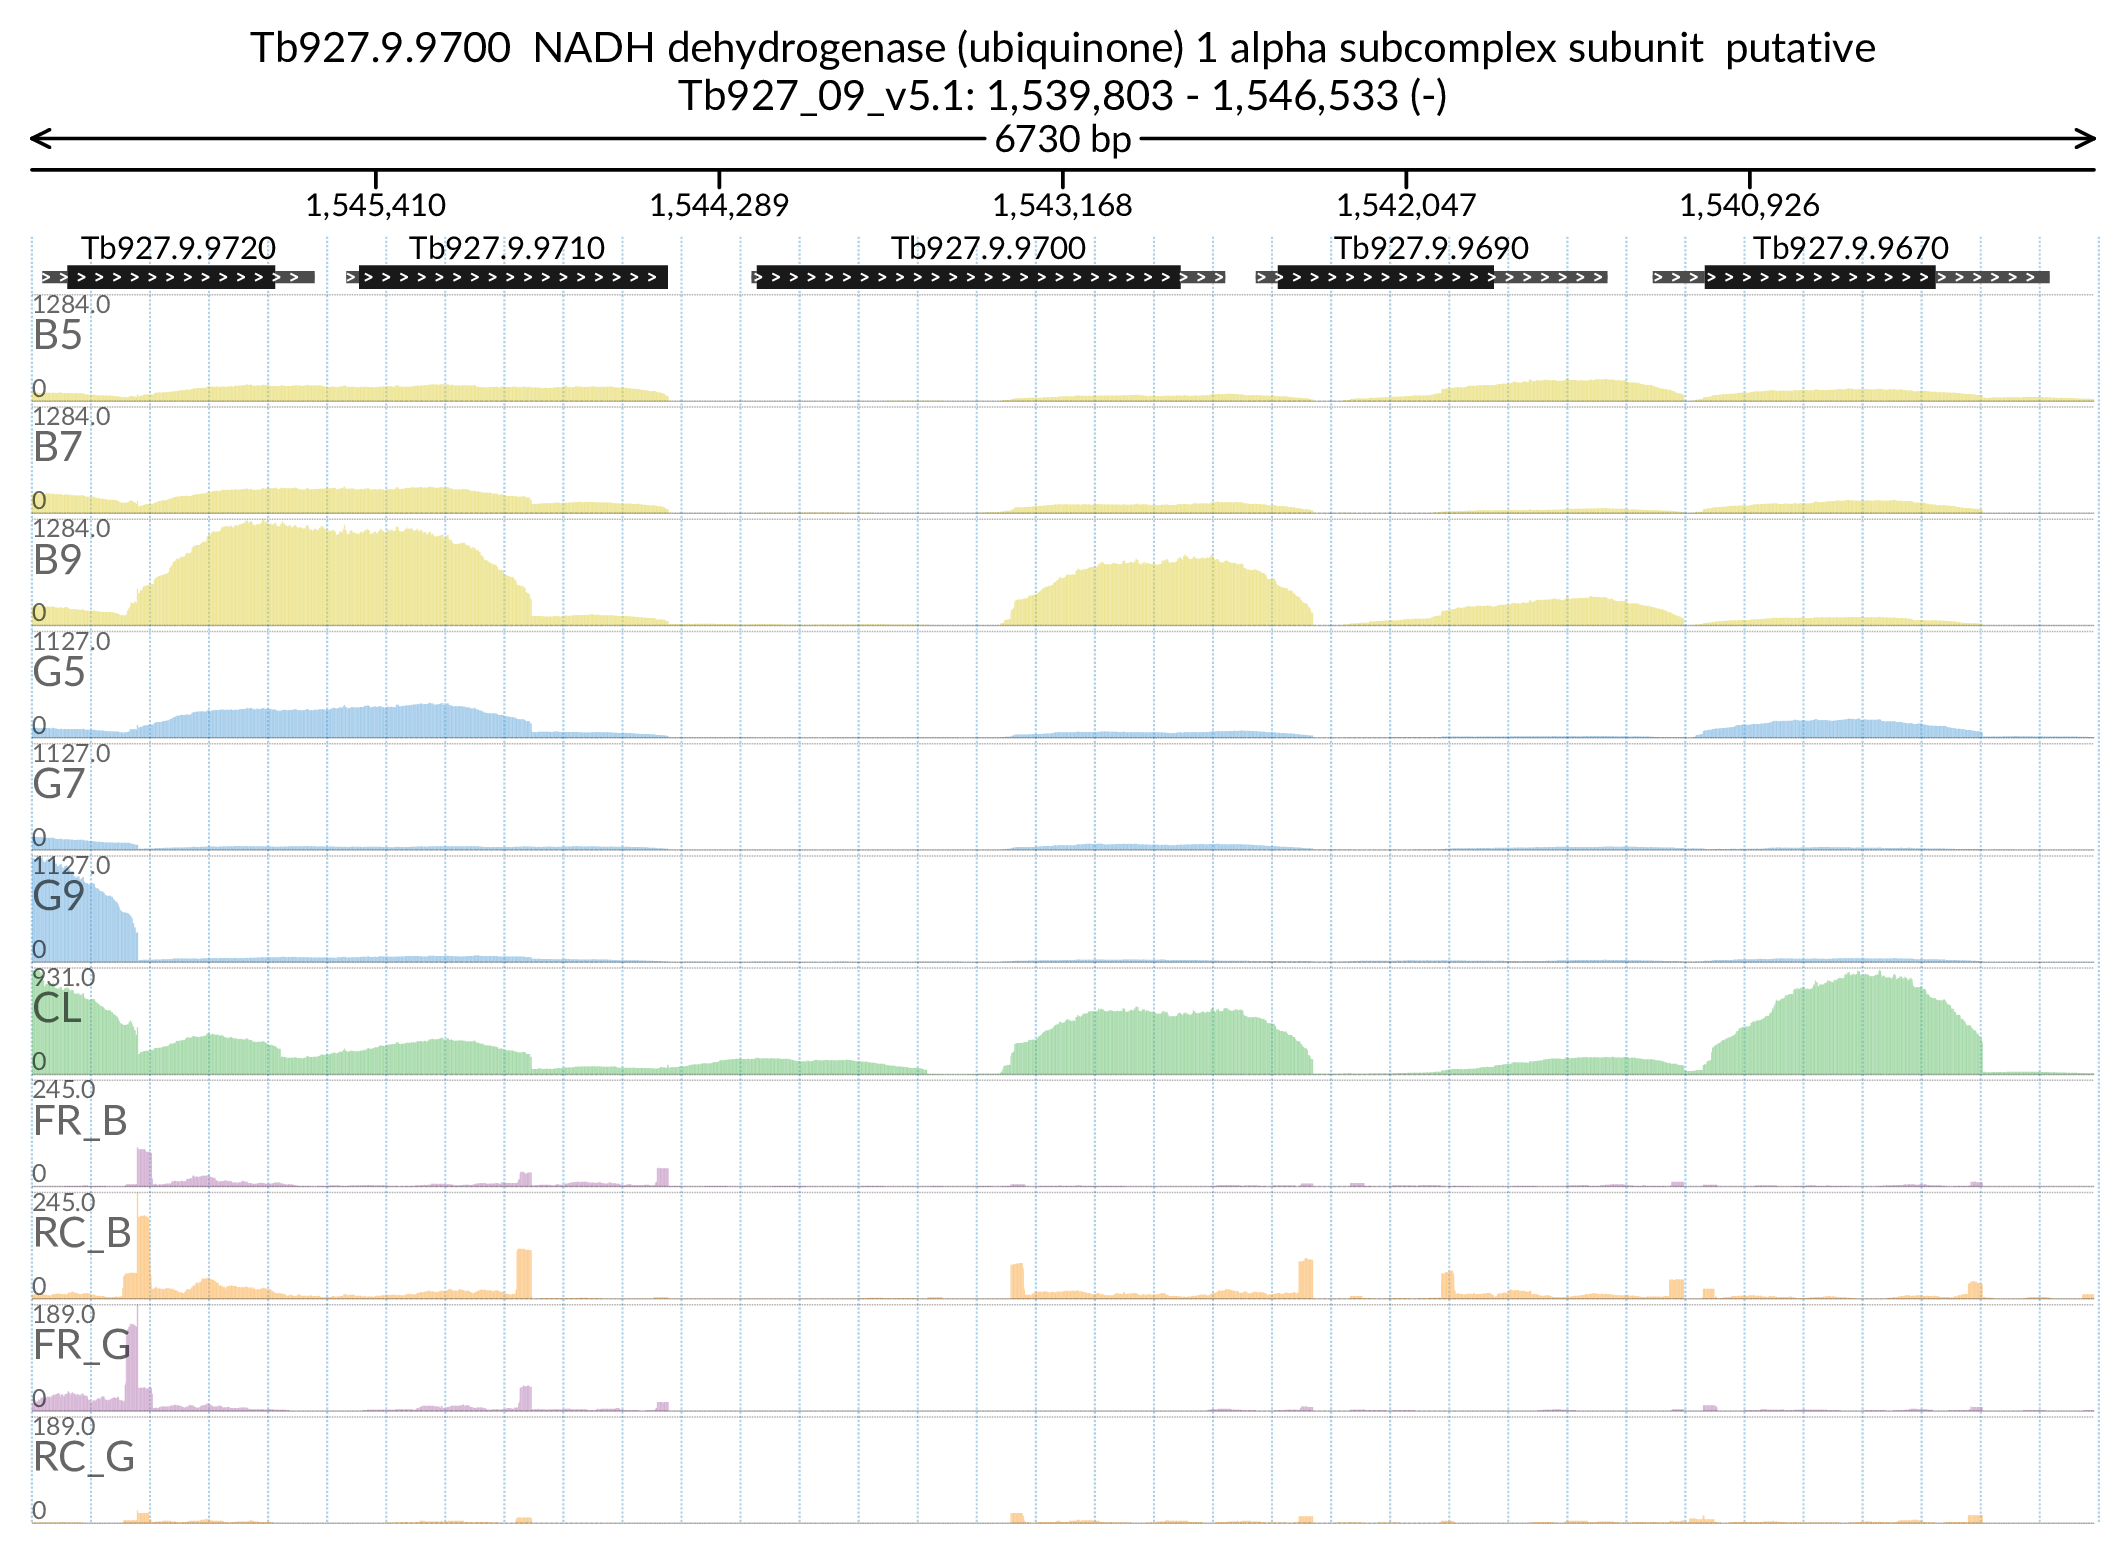 Tb927.9.9700 NADH dehydrogenase (ubiquinone) 1 alpha subcomplex subunit putative
Tb927_09_v5.1: 1,539,803 - 1,546,533 (-)
6730 bp
1,545,410 1,544,289 1,543,168 1,542,047 1,540,926
Tb927.9.9720 Tb927.9.9710 Tb927.9.9700 Tb927.9.9690 Tb927.9.9670
1284.0
B5
0
1284.0
B7
0
1284.0
B9
0
1127.0
G5
0
1127.0
G7
0
1127.0
G9
0
931.0
CL
0
245.0
FR_B
0
245.0
RC_B
0
189.0
FR_G
0
189.0
RC_G
0